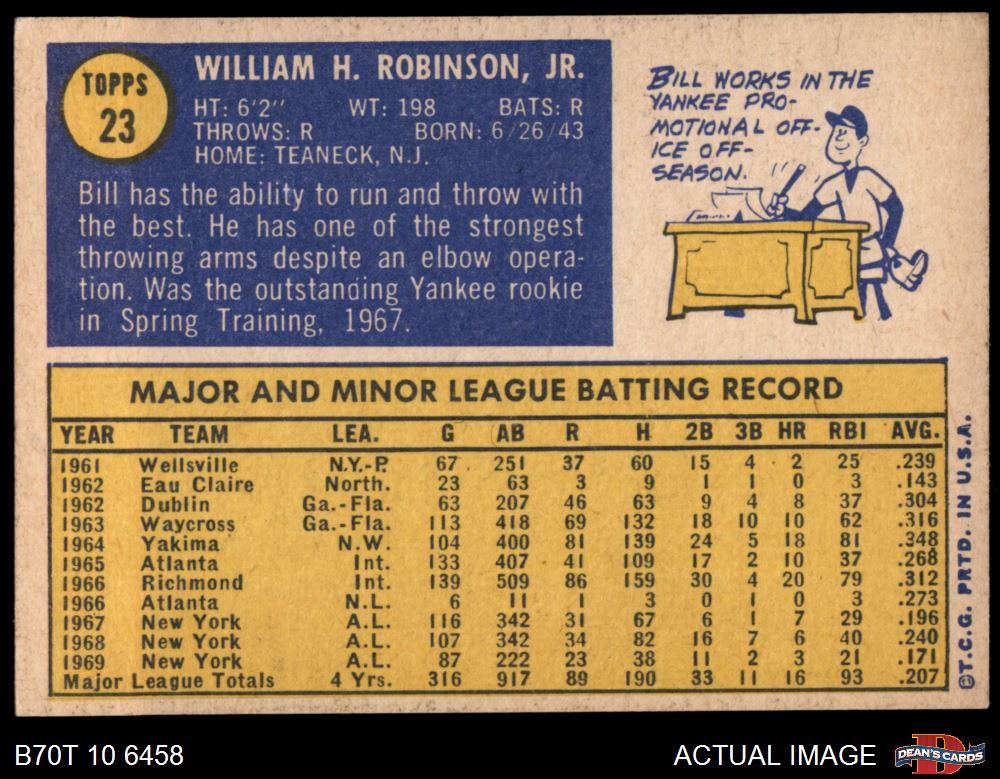 TOPPS
23
WILLIAM H. ROBINSON, JR.
HT: 6'2" WT: 198 BATS: R
THROWS: R BORN: 6/26/43
HOME: TEANECK, N.J.
Bill has the ability to run and throw with
the best. He has one of the strongest
throwing arms despite an elbow opera-
tion. Was the outstanding Yankee rookie
in Spring Training, 1967.
BILL WORKS IN THE
YANKEE PRO-
MOTIONAL OFF-
ICE OFF-
SEASON.
MAJOR AND MINOR LEAGUE BATTING RECORD
YEAR TEAM LEA. G AB R H 2B 3B HR RBI AVG.
1961 Wellsville N.Y.-P. 67 251 37 60 15 4 2 25 .239
1962 Eau Claire North. 23 63 3 9 1 1 0 3 .143
1962 Dublin Ga.-Fla. 63 207 46 63 9 4 8 37 .304
1963 Waycross Ga.-Fla. 113 418 69 132 18 10 10 62 .316
1964 Yakima N.W. 104 400 81 139 24 5 18 81 .348
1965 Atlanta Int. 133 407 41 109 17 2 10 37 .268
1966 Richmond Int. 139 509 86 159 30 4 20 79 .312
1966 Atlanta N.L. 6 11 1 3 0 1 0 3 .273
1967 New York A.L. 116 342 31 67 6 1 7 29 .196
1968 New York A.L. 107 342 34 82 16 7 6 40 .240
1969 New York A.L. 87 222 23 38 11 2 3 21 .171
Major League Totals 4 Yrs. 316 917 89 190 33 11 16 93 .207
©T.C.G. PRTD. IN U.S.A.
B70T 10 6458
ACTUAL IMAGE
DEAN'S CARDS